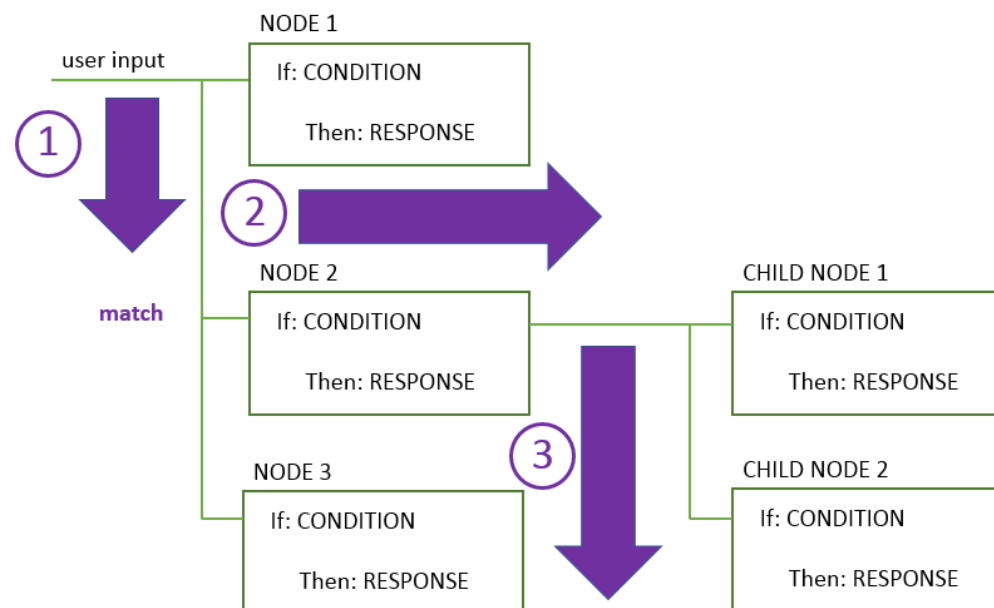 NODE 1
user input
If: CONDITION
Then: RESPONSE
1
2
NODE 2
CHILD NODE 1
match
If: CONDITION
Then: RESPONSE
If: CONDITION
Then: RESPONSE
3
NODE 3
CHILD NODE 2
If: CONDITION
Then: RESPONSE
If: CONDITION
Then: RESPONSE